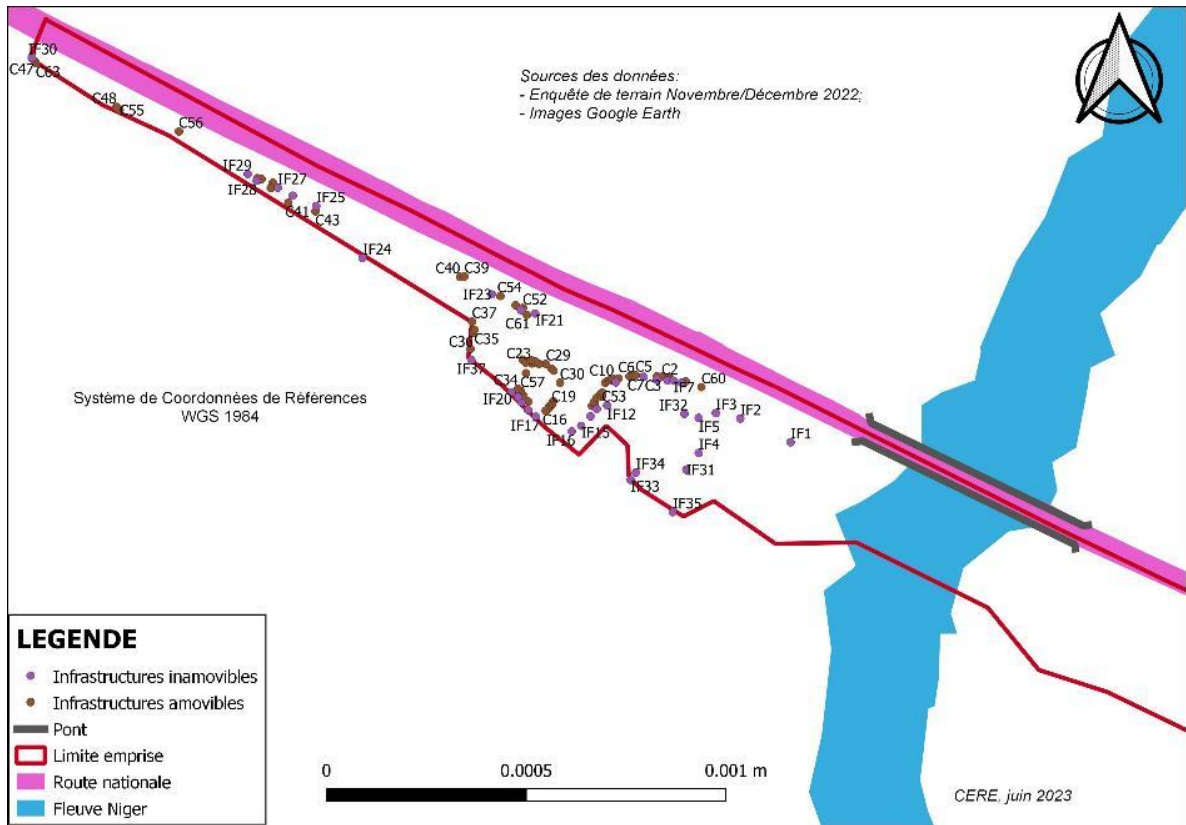 IF30
C47
C63
Sources des données:
- Enquête de terrain Novembre/Décembre 2022;
- Images Google Earth
C48
C55
C56
IF29
IF27
IF28
IF25
C41
C43
IF24
C40
C39
IF23
C54
C52
C61
IF21
C37
C35
C36
IF37
C23
C29
C30
C10
C6
C5
C2
C7
C3
IF7
C60
C34
C57
IF20
C19
C53
IF12
C16
IF17
IF16
IF15
IF32
IF3
IF2
IF5
IF1
IF4
IF34
IF31
IF33
IF35
Système de Coordonnées de Références
WGS 1984
LEGENDE
Infrastructures inamovibles
Infrastructures amovibles
Pont
Limite emprise
Route nationale
Fleuve Niger
0 0.0005 0.001 m
CERE, juin 2023